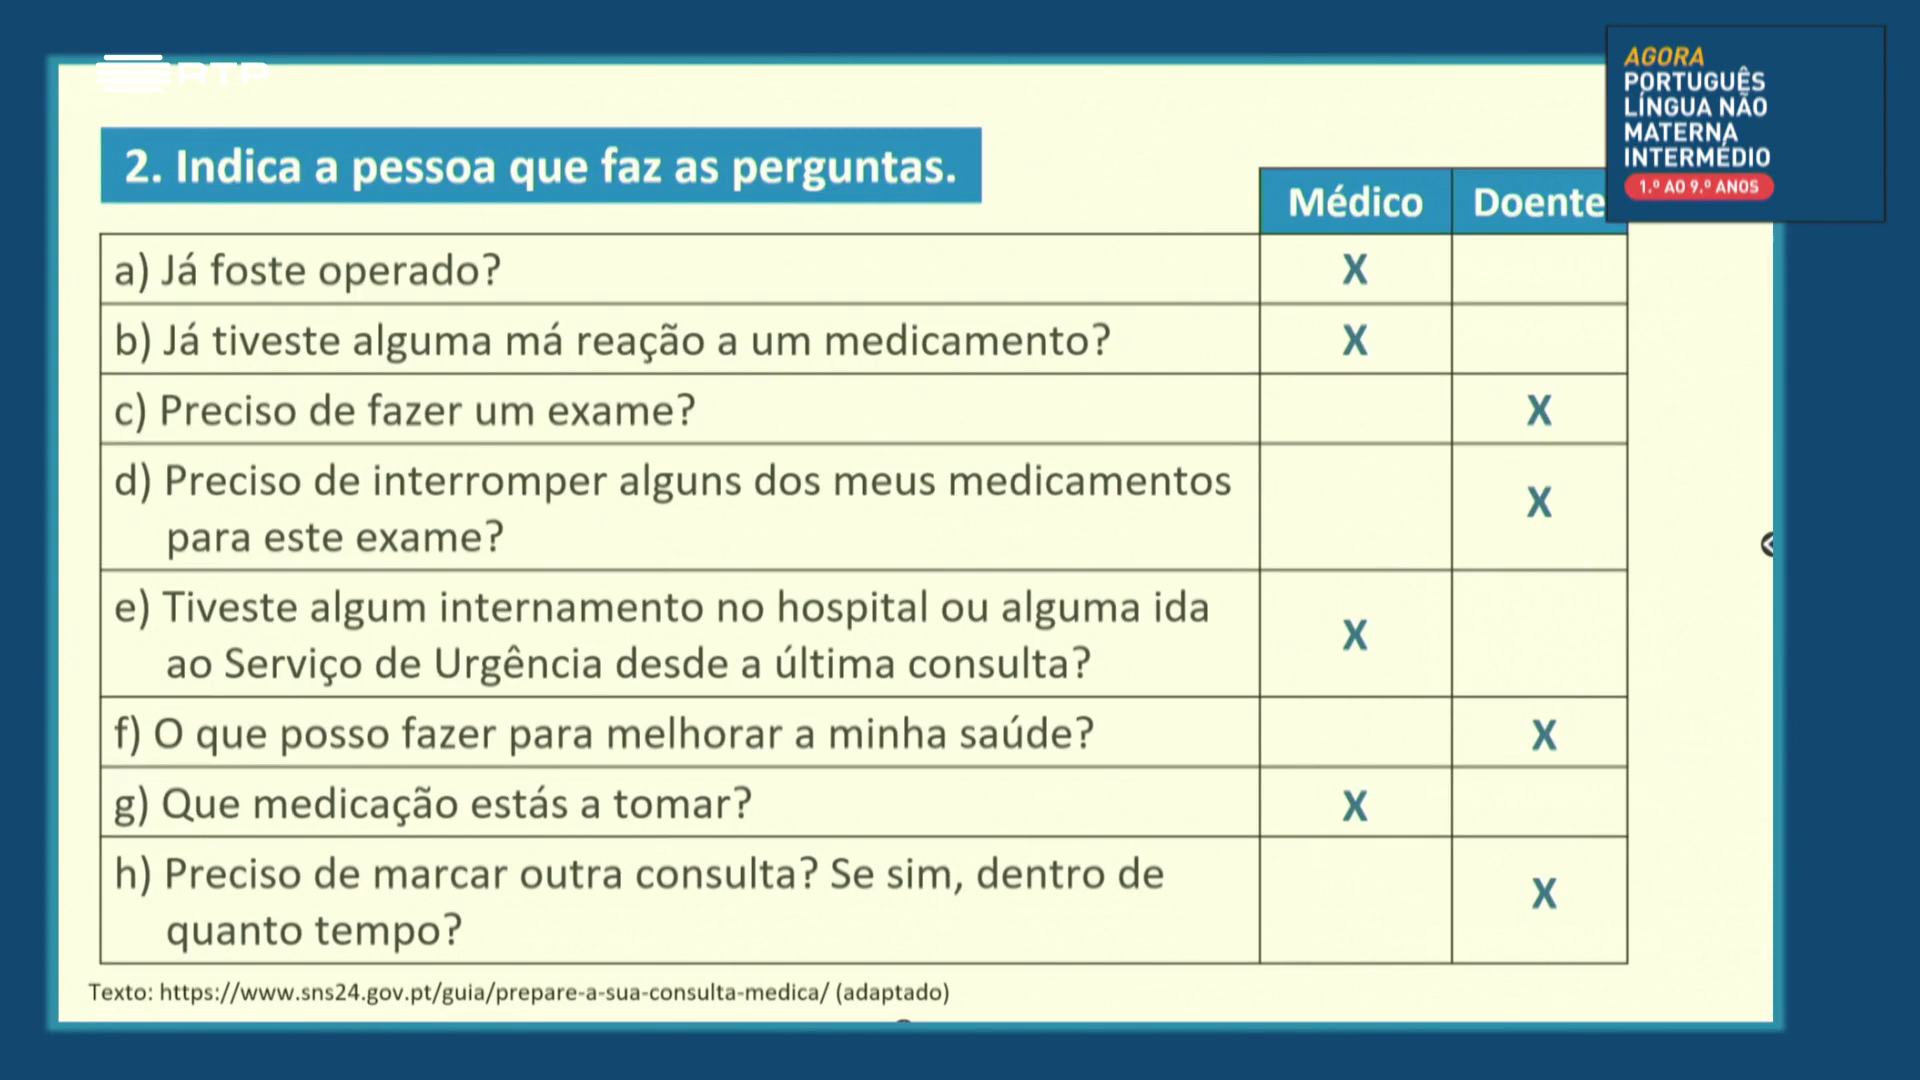 RTP
AGORA
PORTUGUÊS
LÍNGUA NÃO
MATERNA
INTERMÉDIO
1.º AO 9.º ANOS
2. Indica a pessoa que faz as perguntas.
Médico Doente
a) Já foste operado? X
b) Já tiveste alguma má reação a um medicamento? X
c) Preciso de fazer um exame? X
d) Preciso de interromper alguns dos meus medicamentos
para este exame? X
e) Tiveste algum internamento no hospital ou alguma ida
ao Serviço de Urgência desde a última consulta? X
f) O que posso fazer para melhorar a minha saúde? X
g) Que medicação estás a tomar? X
h) Preciso de marcar outra consulta? Se sim, dentro de
quanto tempo? X
Texto: https://www.sns24.gov.pt/guia/prepare-a-sua-consulta-medica/ (adaptado)